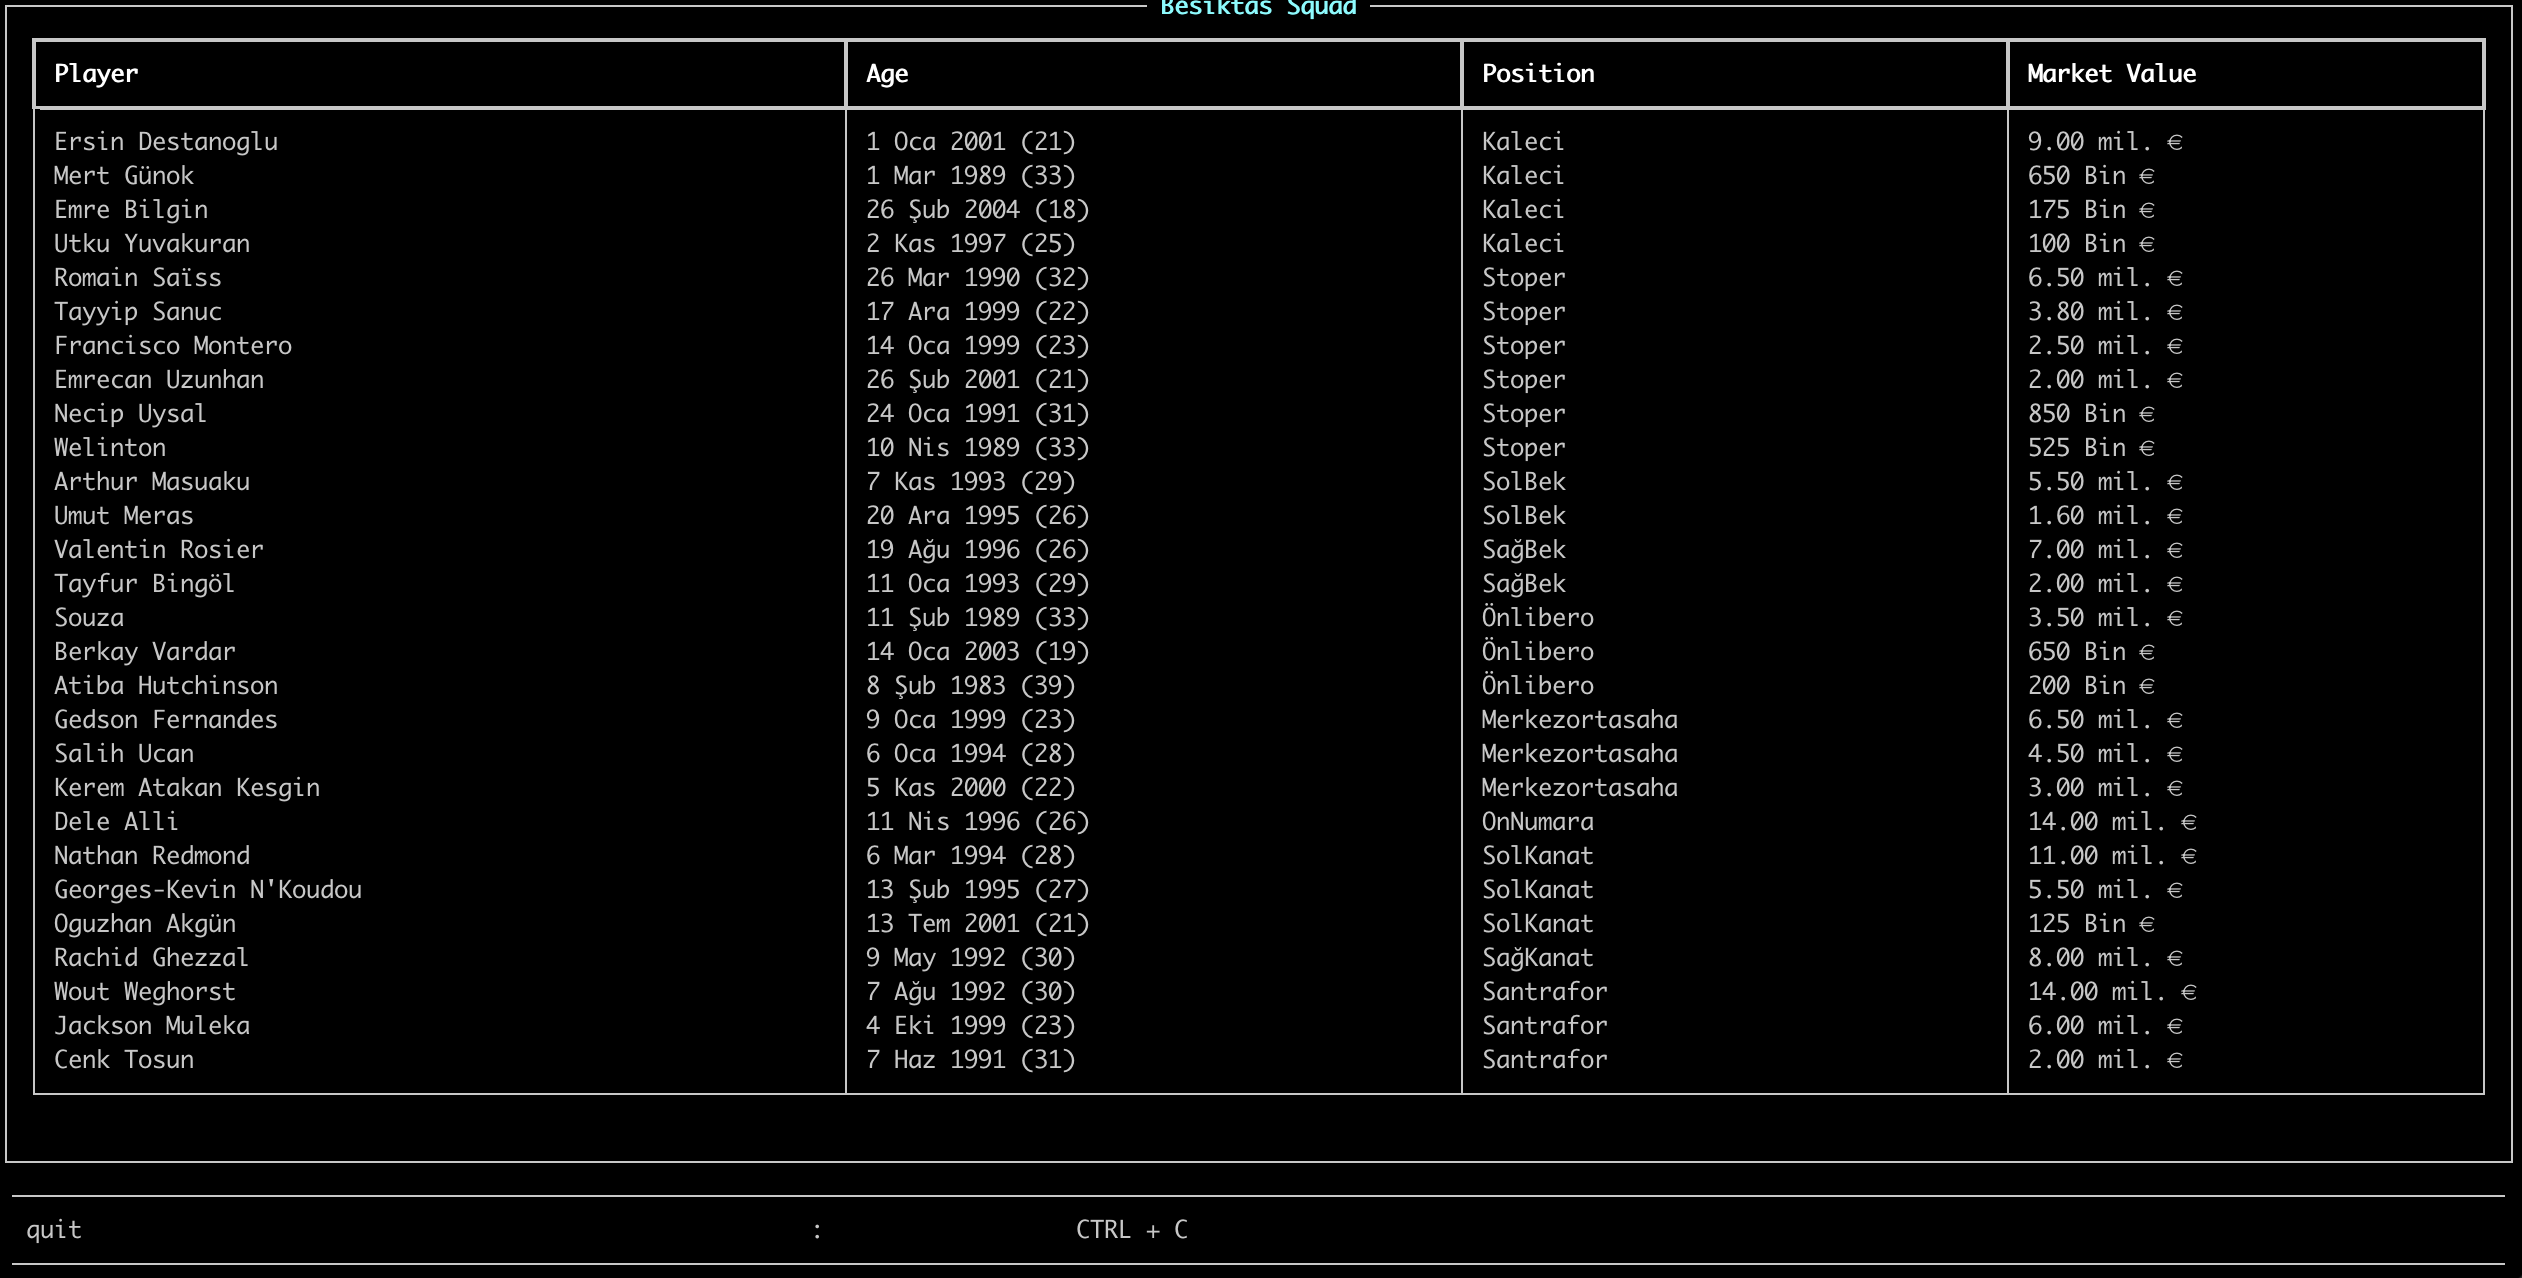 Besiktas Squad
Player Age Position Market Value
Ersin Destanoglu 1 Oca 2001 (21) Kaleci 9.00 mil. €
Mert Günok 1 Mar 1989 (33) Kaleci 650 Bin €
Emre Bilgin 26 Şub 2004 (18) Kaleci 175 Bin €
Utku Yuvakuran 2 Kas 1997 (25) Kaleci 100 Bin €
Romain Saïss 26 Mar 1990 (32) Stoper 6.50 mil. €
Tayyip Sanuc 17 Ara 1999 (22) Stoper 3.80 mil. €
Francisco Montero 14 Oca 1999 (23) Stoper 2.50 mil. €
Emrecan Uzunhan 26 Şub 2001 (21) Stoper 2.00 mil. €
Necip Uysal 24 Oca 1991 (31) Stoper 850 Bin €
Welinton 10 Nis 1989 (33) Stoper 525 Bin €
Arthur Masuaku 7 Kas 1993 (29) SolBek 5.50 mil. €
Umut Meras 20 Ara 1995 (26) SolBek 1.60 mil. €
Valentin Rosier 19 Ağu 1996 (26) SağBek 7.00 mil. €
Tayfur Bingöl 11 Oca 1993 (29) SağBek 2.00 mil. €
Souza 11 Şub 1989 (33) Önlibero 3.50 mil. €
Berkay Vardar 14 Oca 2003 (19) Önlibero 650 Bin €
Atiba Hutchinson 8 Şub 1983 (39) Önlibero 200 Bin €
Gedson Fernandes 9 Oca 1999 (23) Merkezortasaha 6.50 mil. €
Salih Ucan 6 Oca 1994 (28) Merkezortasaha 4.50 mil. €
Kerem Atakan Kesgin 5 Kas 2000 (22) Merkezortasaha 3.00 mil. €
Dele Alli 11 Nis 1996 (26) OnNumara 14.00 mil. €
Nathan Redmond 6 Mar 1994 (28) SolKanat 11.00 mil. €
Georges-Kevin N'Koudou 13 Şub 1995 (27) SolKanat 5.50 mil. €
Oguzhan Akgün 13 Tem 2001 (21) SolKanat 125 Bin €
Rachid Ghezzal 9 May 1992 (30) SağKanat 8.00 mil. €
Wout Weghorst 7 Ağu 1992 (30) Santrafor 14.00 mil. €
Jackson Muleka 4 Eki 1999 (23) Santrafor 6.00 mil. €
Cenk Tosun 7 Haz 1991 (31) Santrafor 2.00 mil. €
quit : CTRL + C